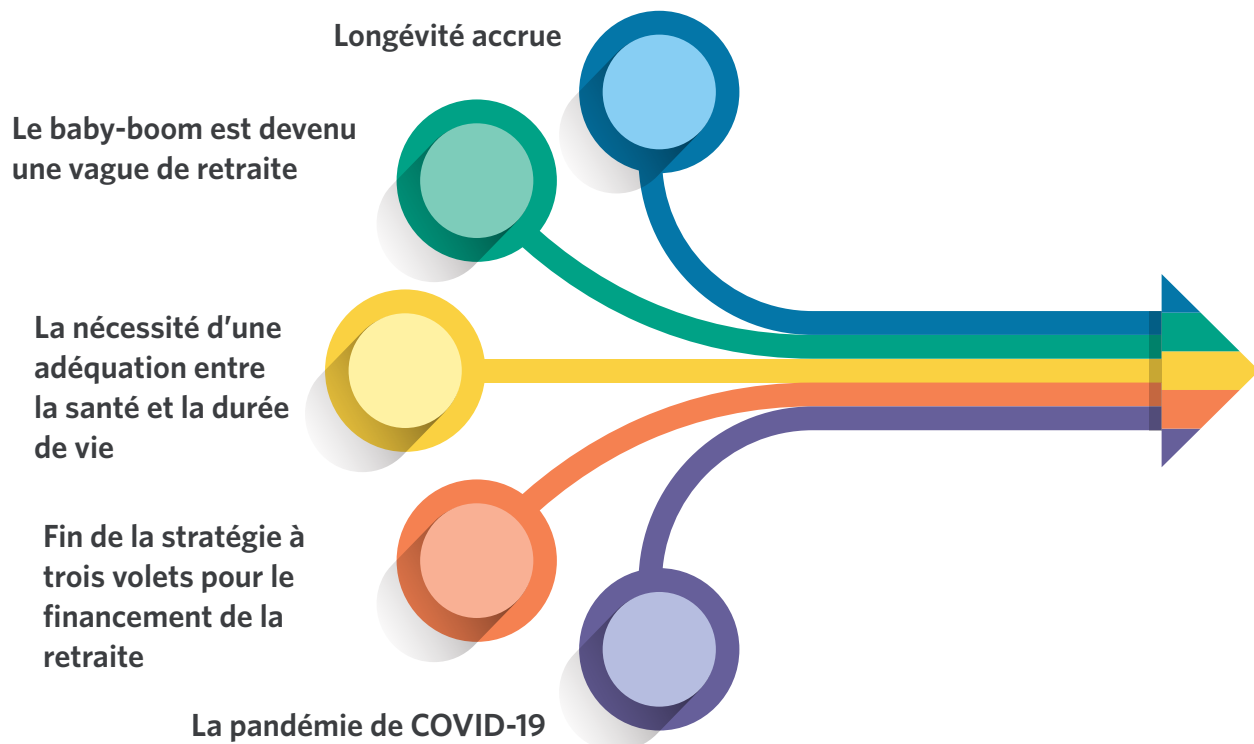 Longévité accrue
Le baby-boom est devenu
une vague de retraite
La nécessité d'une
adéquation entre
la santé et la durée
de vie
Fin de la stratégie à
trois volets pour le
financement de la
retraite
La pandémie de COVID-19